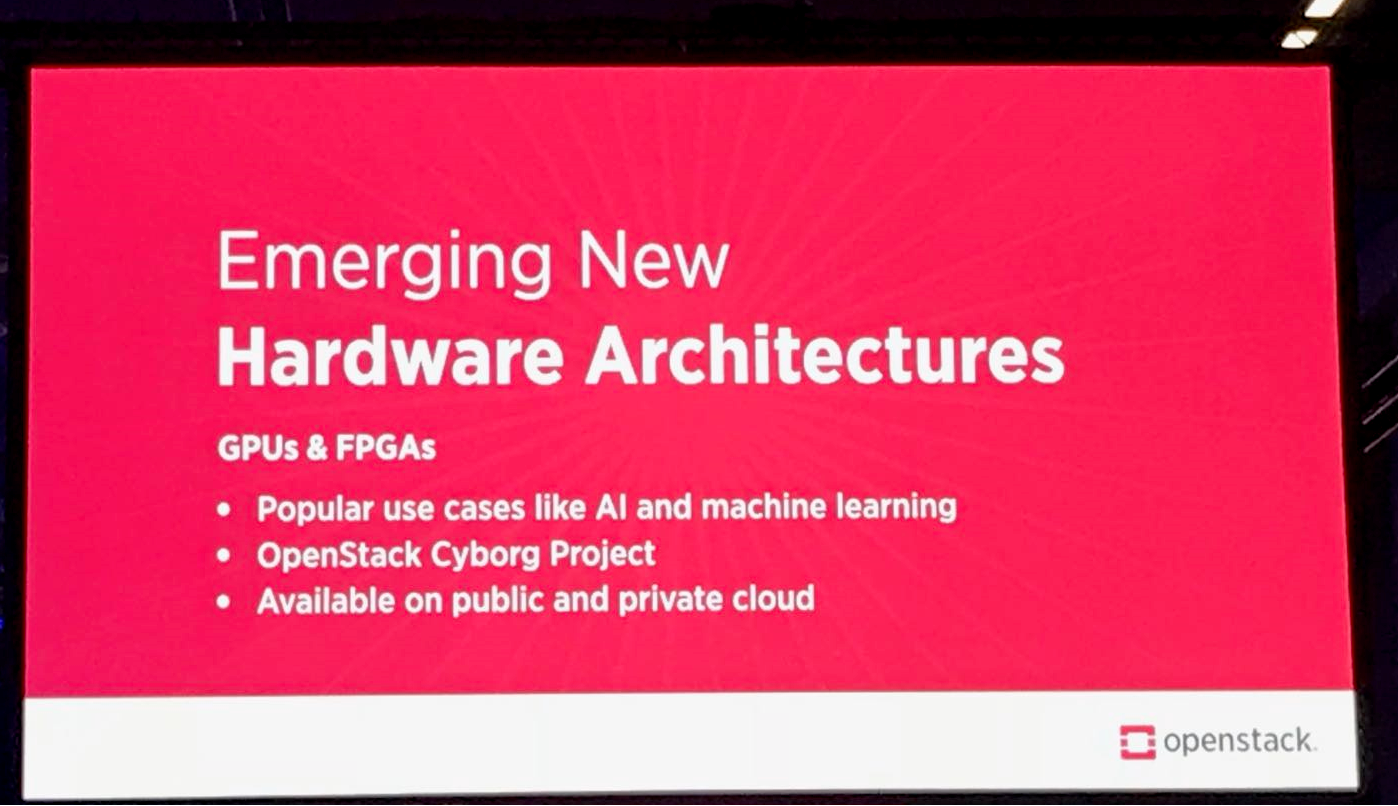 Emerging New
Hardware Architectures
GPUs & FPGAs
• Popular use cases like AI and machine learning
• OpenStack Cyborg Project
• Available on public and private cloud
openstack.